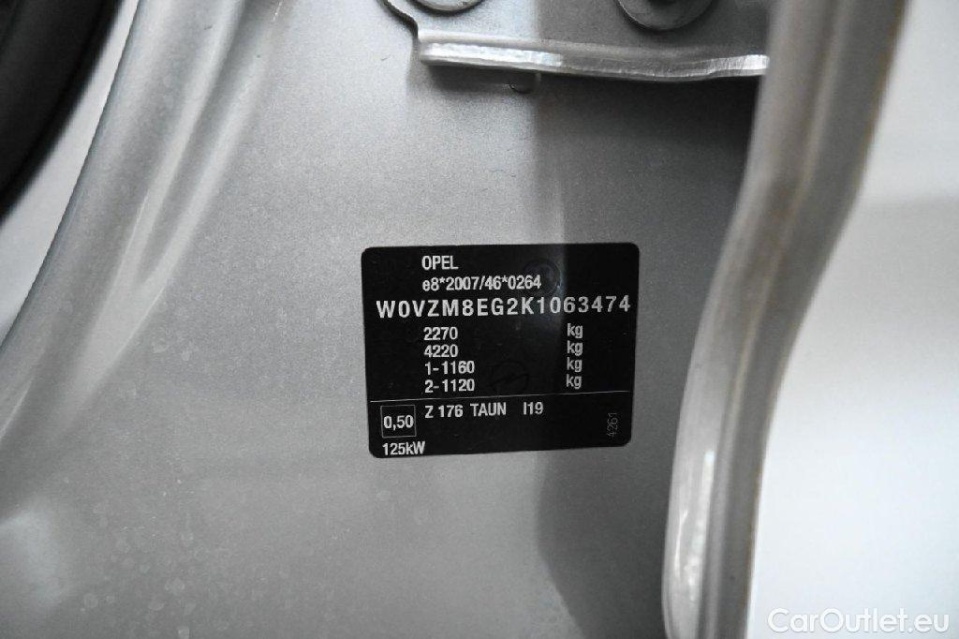 OPEL
e8*2007/46*0264
W0VZM8EG2K1063474
2270 kg
4220 kg
1-1160 kg
2-1120 kg
0,50 Z 176 TAUN I19
4261
125kW
CarOutlet.eu